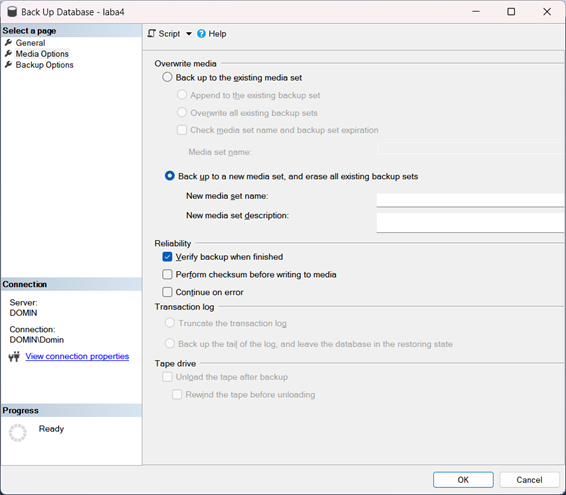 Back Up Database - laba4
Select a page
General
Media Options
Backup Options
Script Help
Overwrite media
Back up to the existing media set
Append to the existing backup set
Overwrite all existing backup sets
Check media set name and backup set expiration
Media set name:
Back up to a new media set, and erase all existing backup sets
New media set name:
New media set description:
Reliability
Verify backup when finished
Perform checksum before writing to media
Continue on error
Transaction log
Truncate the transaction log
Back up the tail of the log, and leave the database in the restoring state
Tape drive
Unload the tape after backup
Rewind the tape before unloading
Connection
Server:
DOMIN
Connection:
DOMIN\Domin
View connection properties
Progress
Ready
OK Cancel